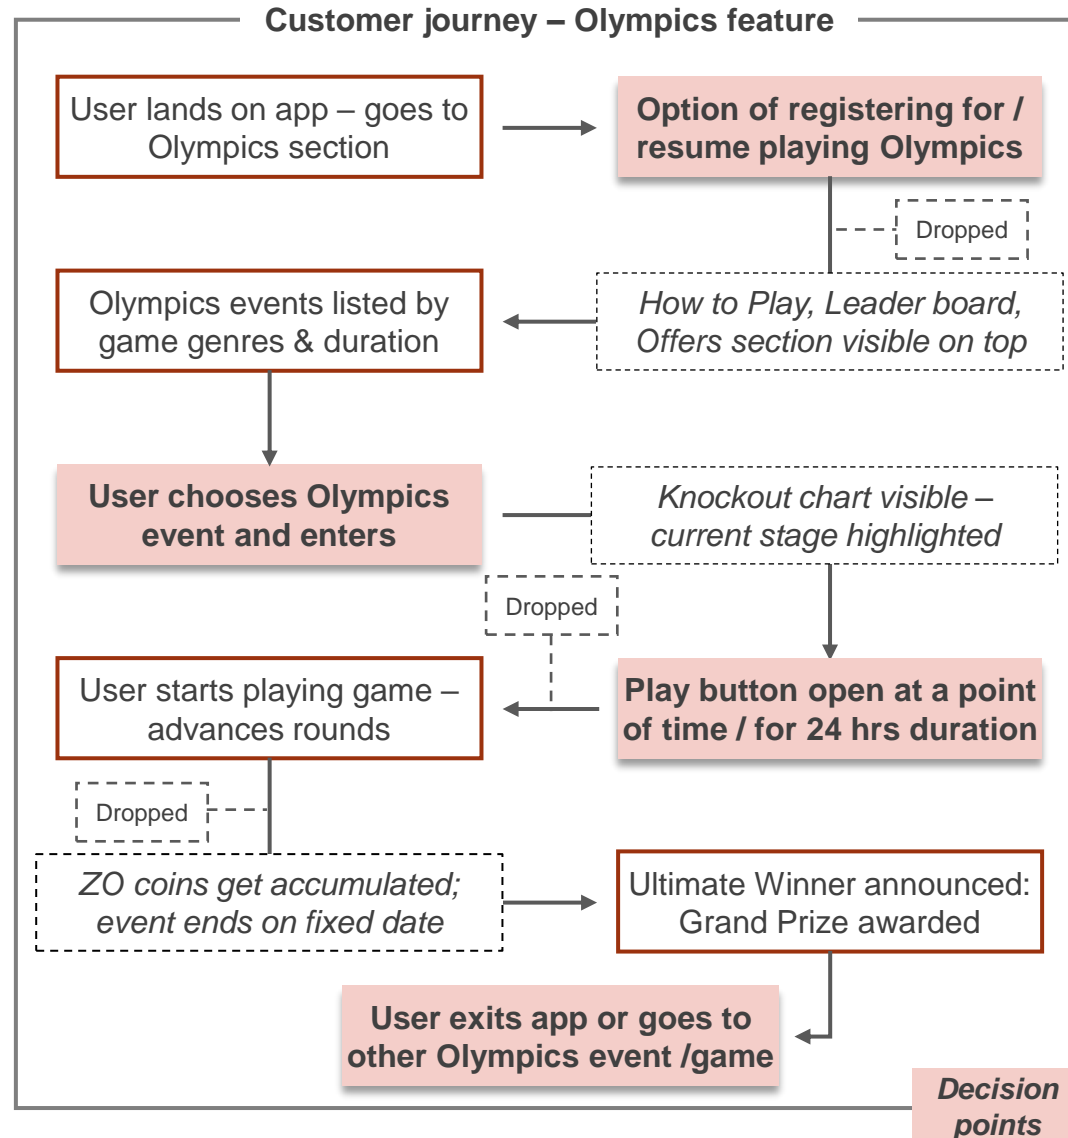 Customer journey – Olympics feature
User lands on app – goes to
Olympics section
Option of registering for /
resume playing Olympics
Dropped
How to Play, Leader board,
Offers section visible on top
Olympics events listed by
game genres & duration
User chooses Olympics
event and enters
Knockout chart visible –
current stage highlighted
Dropped
Play button open at a point
of time / for 24 hrs duration
User starts playing game –
advances rounds
Dropped
ZO coins get accumulated;
event ends on fixed date
Ultimate Winner announced:
Grand Prize awarded
User exits app or goes to
other Olympics event /game
Decision
points